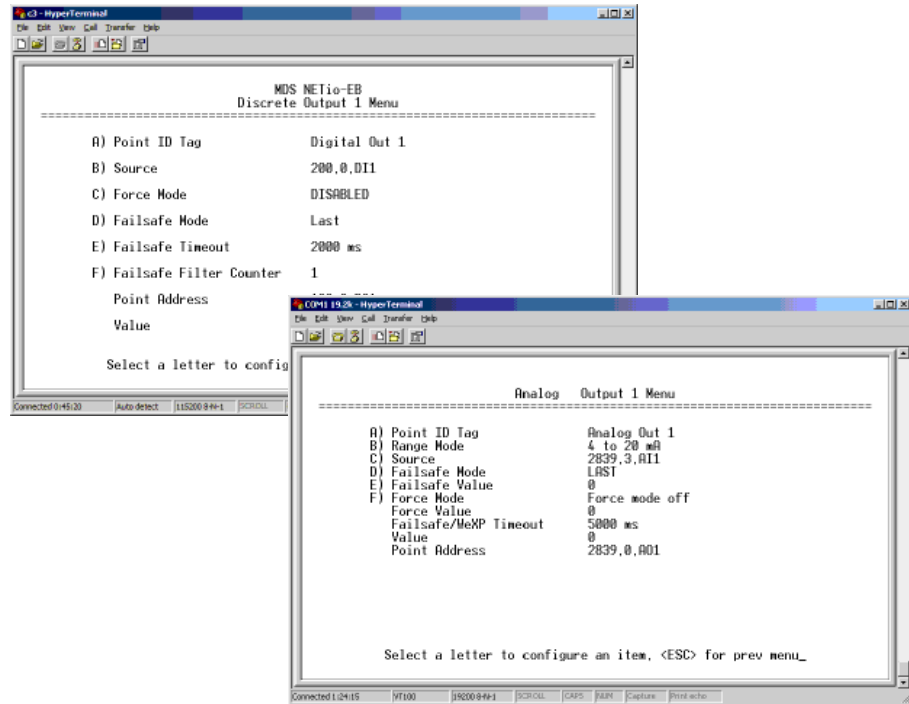 c3 - HyperTerminal
File Edit View Call Transfer Help
MDS NETio-EB
Discrete Output 1 Menu
A) Point ID Tag Digital Out 1
B) Source 200,0,DI1
C) Force Mode DISABLED
D) Failsafe Mode Last
E) Failsafe Timeout 2000 ms
F) Failsafe Filter Counter 1
Point Address
Value
Select a letter to config
Connected 0:45:20 Auto detect 115200 8-N-1 SCROLL
COM1 19.2k - HyperTerminal
File Edit View Call Transfer Help
Analog Output 1 Menu
A) Point ID Tag Analog Out 1
B) Range Mode 4 to 20 mA
C) Source 2839,3,AI1
D) Failsafe Mode LAST
E) Failsafe Value 0
F) Force Mode Force mode off
Force Value 0
Failsafe/WeXP Timeout 5000 ms
Value 0
Point Address 2839,0,AO1
Select a letter to configure an item, <ESC> for prev menu_
Connected 1:24:15 VT100 19200 8-N-1 SCROLL CAPS NUM Capture Print echo